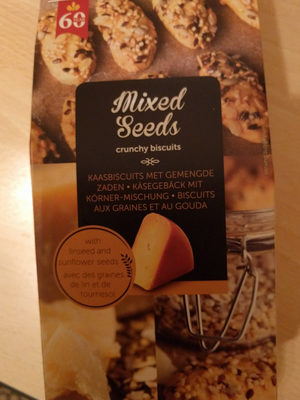 60
Mixed
Seeds
crunchy biscuits
KAASBISCUITS MET GEMENGDE
ZADEN • KÄSEGEBÄCK MIT
KÖRNER-MISCHUNG • BISCUITS
AUX GRAINES ET AU GOUDA
with
linseed and
sunflower seeds
avec des graines
de lin et de
tournesol